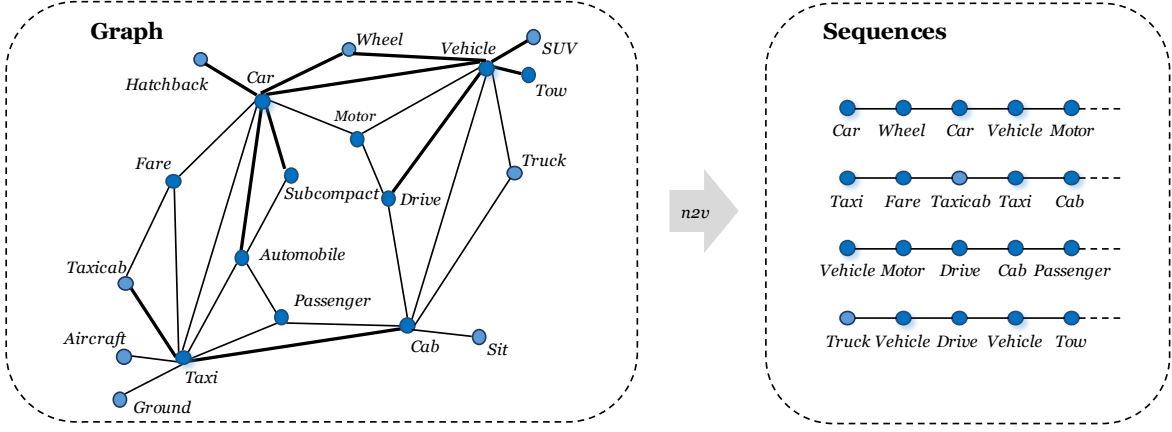 Graph
Wheel
Vehicle
SUV
Hatchback
Car
Tow
Motor
Truck
Fare
Subcompact
Drive
Automobile
Taxicab
Passenger
Aircraft
Cab
Sit
Taxi
Ground
n2v
Sequences
Car Wheel Car Vehicle Motor
Taxi Fare Taxicab Taxi Cab
Vehicle Motor Drive Cab Passenger
Truck Vehicle Drive Vehicle Tow